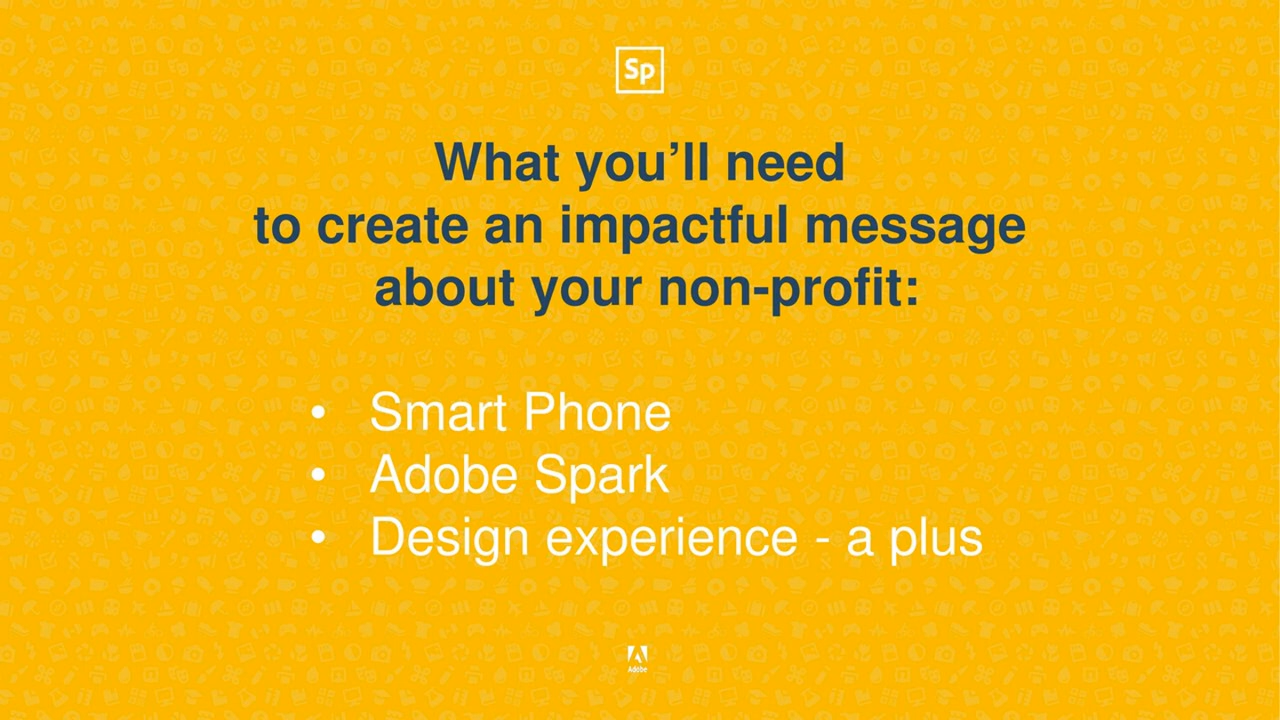 Sp
What you’ll need
to create an impactful message
about your non-profit:
• Smart Phone
• Adobe Spark
• Design experience - a plus
Adobe